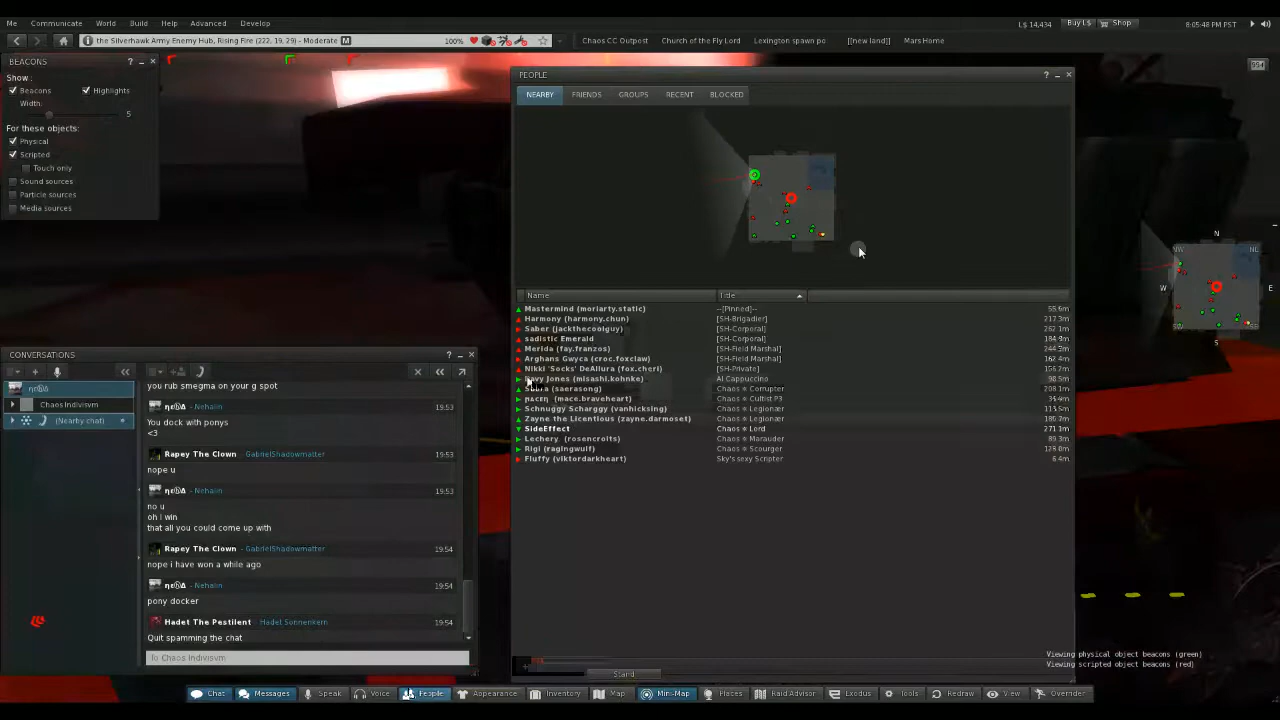 Me Communicate World Build Help Advanced Develop
L$ 14,434 Buy L$ Shop 8:05:48 PM PST
the Silverhawk Army Enemy Hub, Rising Fire (222, 19, 29) - Moderate M 100%
Chaos CC Outpost Church of the Fly Lord Lexington spawn po [[new land]] Mars Home
BEACONS ? _ ×
Show :
Beacons Highlights
Width: 5
For these objects:
Physical
Scripted
Touch only
Sound sources
Particle sources
Media sources
PEOPLE ? _ ×
NEARBY FRIENDS GROUPS RECENT BLOCKED
Name Title
Mastermind (moriarty.static) --[Pinned]-- 55.6m
Harmony (harmony.chun) [SH-Brigadier] 217.3m
Saber (jackthecoolguy) [SH-Corporal] 262.1m
sadistic Emerald [SH-Corporal] 184.9m
Merida (fay.franzos) [SH-Field Marshal] 244.2m
Arghans Gwyca (croc.foxclaw) [SH-Field Marshal] 162.4m
Nikki 'Socks' DeAllura (fox.cheri) [SH-Private] 156.2m
Davy Jones (misashi.kohnke) Al Cappuccino 98.5m
(saerasong) Chaos Corrupter 208.1m
(mace.braveheart) Chaos Cultist P3 34.4m
Schnuggy Scharggy (vanhicksing) Chaos Legionær
Zayne the Licentious (zayne.darmoset) Chaos Legionær
SideEffect Chaos Lord 271.1m
Lechery (rosencroits) Chaos Marauder 89.3m
Rigi (ragingwulf) Chaos Scourger
Fluffy (viktordarkheart) Sky's sexy Scripter 6.4m
N
NW NE
W E
SW
S
CONVERSATIONS ? _ ×
Chaos Indivisvm
(Nearby chat)
you rub smegma on your g spot
- Nehalin 19:53
You dock with ponys
<3
Rapey The Clown - GabrielShadowmatter 19:53
nope u
- Nehalin 19:53
no u
oh i win
that all you could come up with
Rapey The Clown - GabrielShadowmatter 19:54
nope i have won a while ago
- Nehalin 19:54
pony docker
Hadet The Pestilent - Hadet Sonnenkern 19:54
Quit spamming the chat
To Chaos Indivisvm
Viewing physical object beacons (green)
Viewing scripted object beacons (red)
Stand
Chat Messages Speak Voice People Appearance Inventory Map Mini-Map Places Raid Advisor Exodus Tools Redraw View Overrider